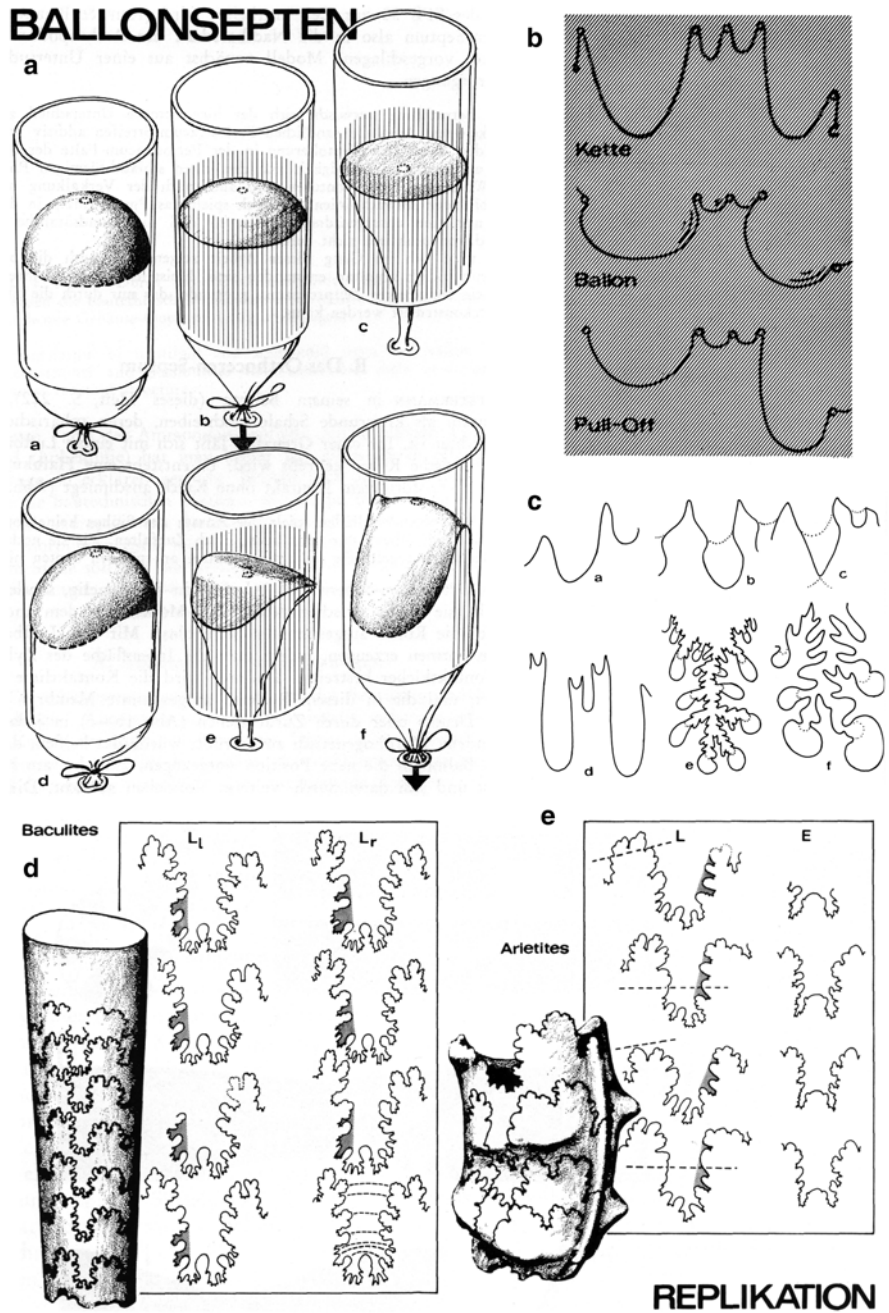 BALLONSEPTEN
a
a
b
c
d
e
f
b
Kette
Ballon
Pull-Off
c
a
b
c
d
e
f
Baculites
d
Ll
Lr
e
L
E
Arietites
REPLIKATION